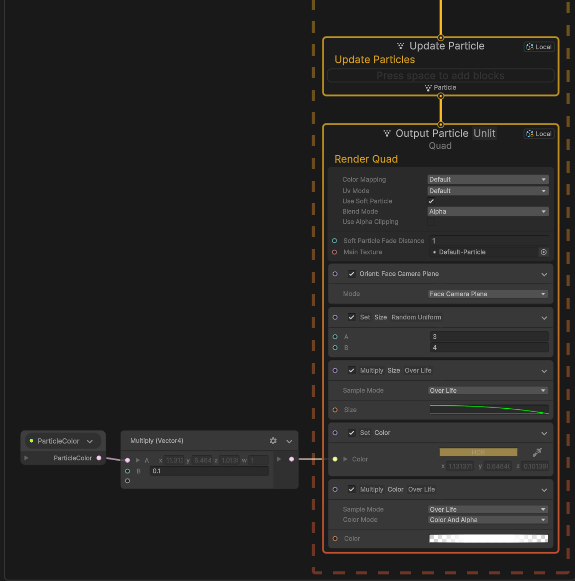 Update Particle
Local
Update Particles
Press space to add blocks
Particle
Output Particle Unlit
Local
Quad
Render Quad
Color Mapping Default
Uv Mode Default
Use Soft Particle
Blend Mode Alpha
Use Alpha Clipping
Soft Particle Fade Distance 1
Main Texture Default-Particle
Orient: Face Camera Plane
Mode Face Camera Plane
Set Size Random Uniform
A 3
B 4
Multiply Size Over Life
Sample Mode Over Life
Size
Set Color
Color HDR
Multiply Color Over Life
Sample Mode Over Life
Color Mode Color And Alpha
Color
ParticleColor
ParticleColor
Multiply (Vector4)
A x y z w
B 0.1